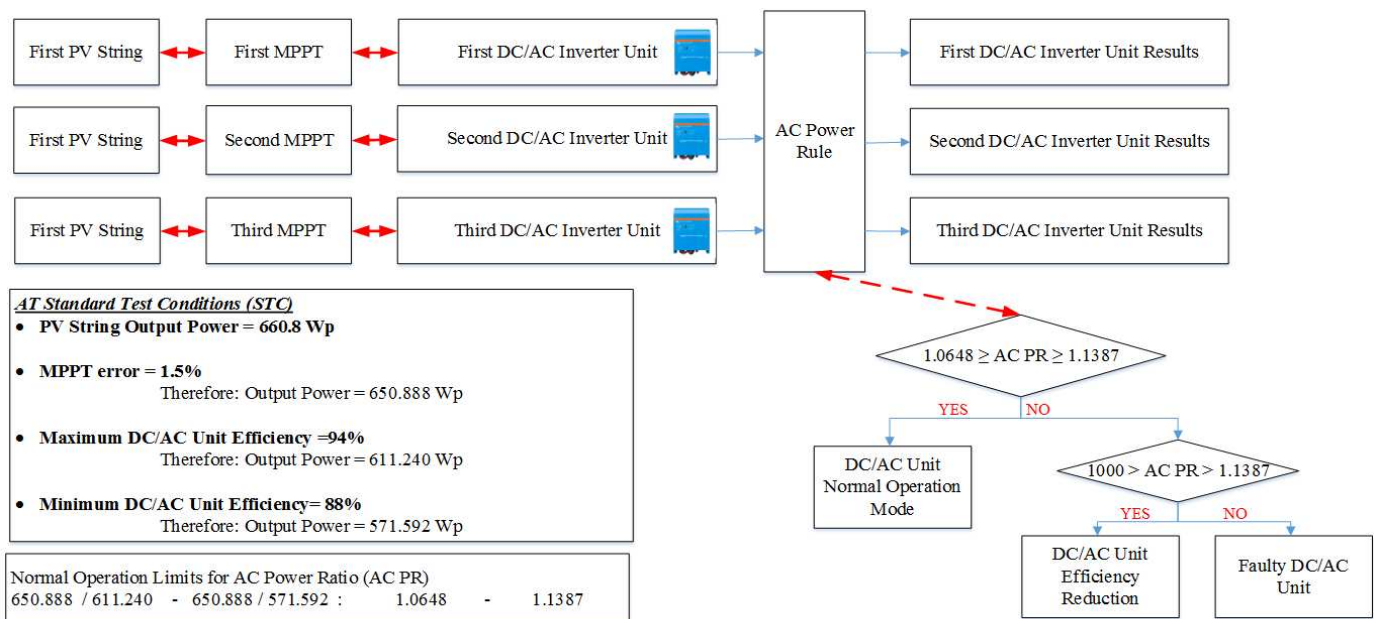 First PV String
First MPPT
First DC/AC Inverter Unit
First DC/AC Inverter Unit Results
First PV String
Second MPPT
Second DC/AC Inverter Unit
AC Power
Rule
Second DC/AC Inverter Unit Results
First PV String
Third MPPT
Third DC/AC Inverter Unit
Third DC/AC Inverter Unit Results
AT Standard Test Conditions (STC)
• PV String Output Power = 660.8 Wp
• MPPT error = 1.5%
Therefore: Output Power = 650.888 Wp
• Maximum DC/AC Unit Efficiency =94%
Therefore: Output Power = 611.240 Wp
• Minimum DC/AC Unit Efficiency= 88%
Therefore: Output Power = 571.592 Wp
Normal Operation Limits for AC Power Ratio (AC PR)
650.888 / 611.240 - 650.888 / 571.592 : 1.0648 - 1.1387
1.0648 ≥ AC PR ≥ 1.1387
YES
NO
DC/AC Unit
Normal Operation
Mode
1000 > AC PR > 1.1387
YES
NO
DC/AC Unit
Efficiency
Reduction
Faulty DC/AC
Unit